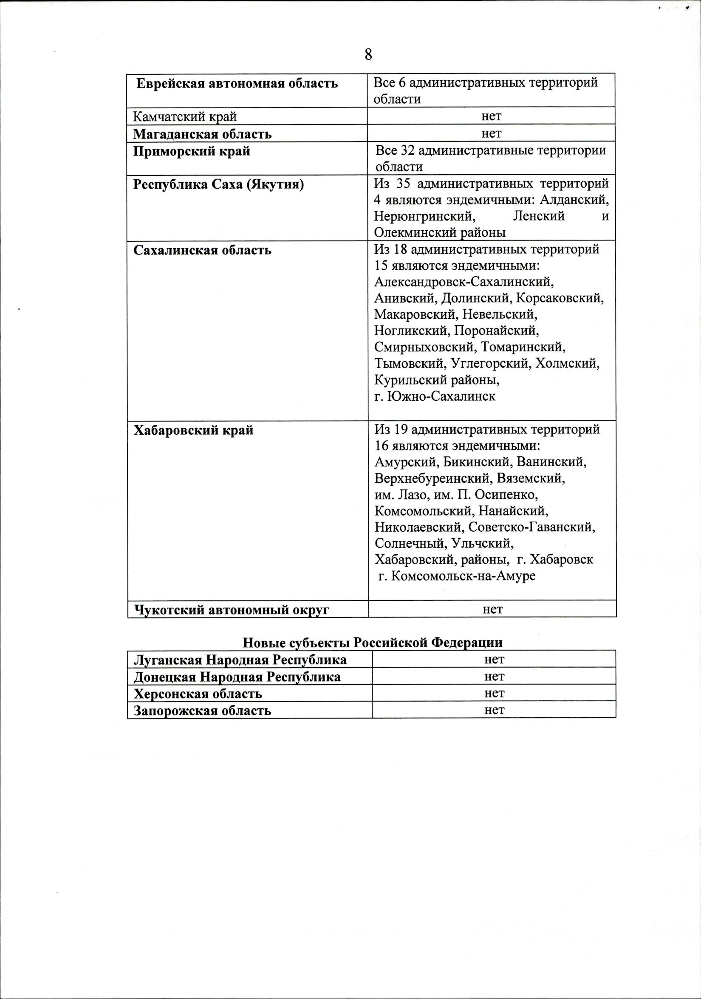 8
Еврейская автономная область
Все 6 административных территорий
области
Камчатский край
нет
Магаданская область
нет
Приморский край
Все 32 административные территории
области
Республика Саха (Якутия)
Из 35 административных территорий
4 являются эндемичными: Алданский,
Нерюнгринский, Ленский и
Олекминский районы
Сахалинская область
Из 18 административных территорий
15 являются эндемичными:
Александровск-Сахалинский,
Анивский, Долинский, Корсаковский,
Макаровский, Невельский,
Ногликский, Поронайский,
Смирныховский, Томаринский,
Тымовский, Углегорский, Холмский,
Курильский районы,
г. Южно-Сахалинск
Хабаровский край
Из 19 административных территорий
16 являются эндемичными:
Амурский, Бикинский, Ванинский,
Верхнебуреинский, Вяземский,
им. Лазо, им. П. Осипенко,
Комсомольский, Нанайский,
Николаевский, Советско-Гаванский,
Солнечный, Ульчский,
Хабаровский, районы, г. Хабаровск
г. Комсомольск-на-Амуре
Чукотский автономный округ
нет
Новые субъекты Российской Федерации
Луганская Народная Республика
нет
Донецкая Народная Республика
нет
Херсонская область
нет
Запорожская область
нет